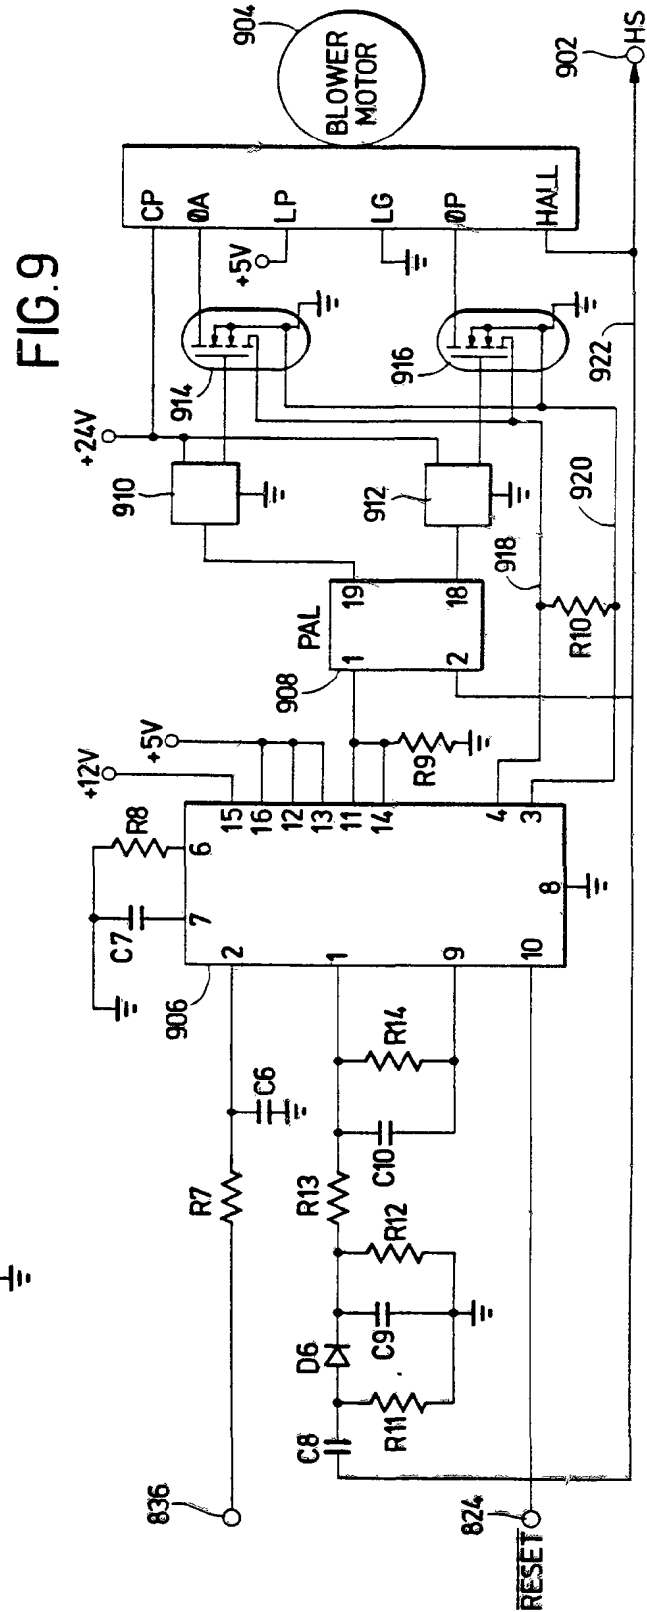 FIG.9
904
BLOWER
MOTOR
902
HS
CP
ØA
LP
LG
ØP
HALL
+5V
914
916
922
+24V
910
912
918
920
PAL
19
18
1
2
908
R10
+12V
+5V
R9
15
16
12
13
11
14
4
3
R8
6
C7
7
8
906
2
1
9
10
R14
C6
C10
R7
R13
R12
D6
C9
C8
R11
836
824
RESET